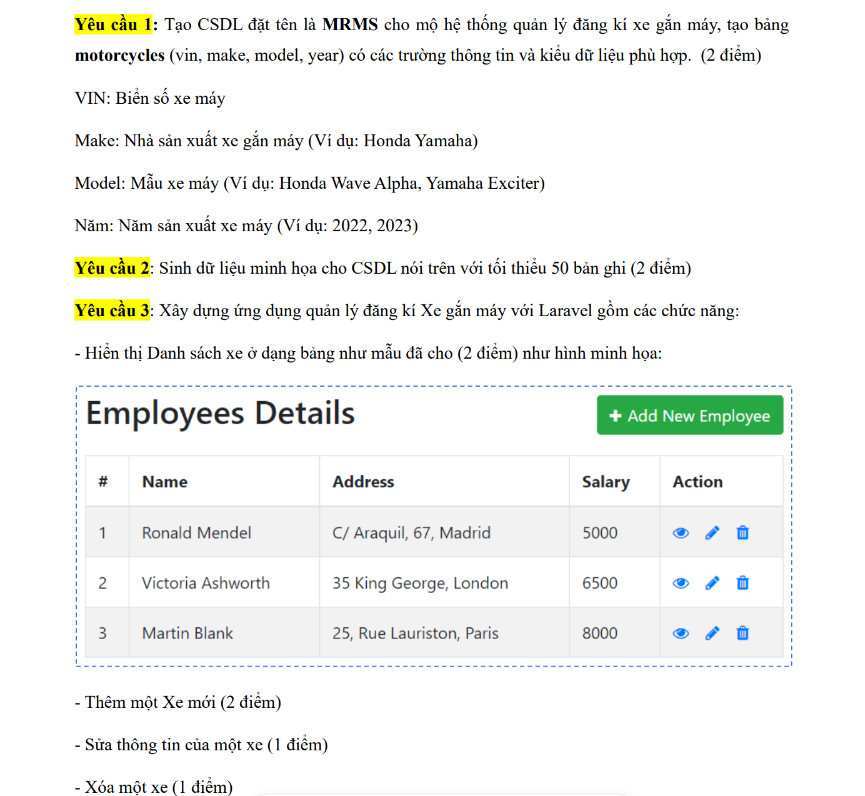 Yêu cầu 1: Tạo CSDL đặt tên là MRMS cho mộ hệ thống quản lý đăng kí xe gắn máy, tạo bảng
motorcycles (vin, make, model, year) có các trường thông tin và kiểu dữ liệu phù hợp. (2 điểm)
VIN: Biển số xe máy
Make: Nhà sản xuất xe gắn máy (Ví dụ: Honda Yamaha)
Model: Mẫu xe máy (Ví dụ: Honda Wave Alpha, Yamaha Exciter)
Năm: Năm sản xuất xe máy (Ví dụ: 2022, 2023)
Yêu cầu 2: Sinh dữ liệu minh họa cho CSDL nói trên với tối thiểu 50 bản ghi (2 điểm)
Yêu cầu 3: Xây dựng ứng dụng quản lý đăng kí Xe gắn máy với Laravel gồm các chức năng:
- Hiển thị Danh sách xe ở dạng bảng như mẫu đã cho (2 điểm) như hình minh họa:
Employees Details + Add New Employee
# Name Address Salary Action
1 Ronald Mendel C/ Araquil, 67, Madrid 5000
2 Victoria Ashworth 35 King George, London 6500
3 Martin Blank 25, Rue Lauriston, Paris 8000
- Thêm một Xe mới (2 điểm)
- Sửa thông tin của một xe (1 điểm)
- Xóa một xe (1 điểm)